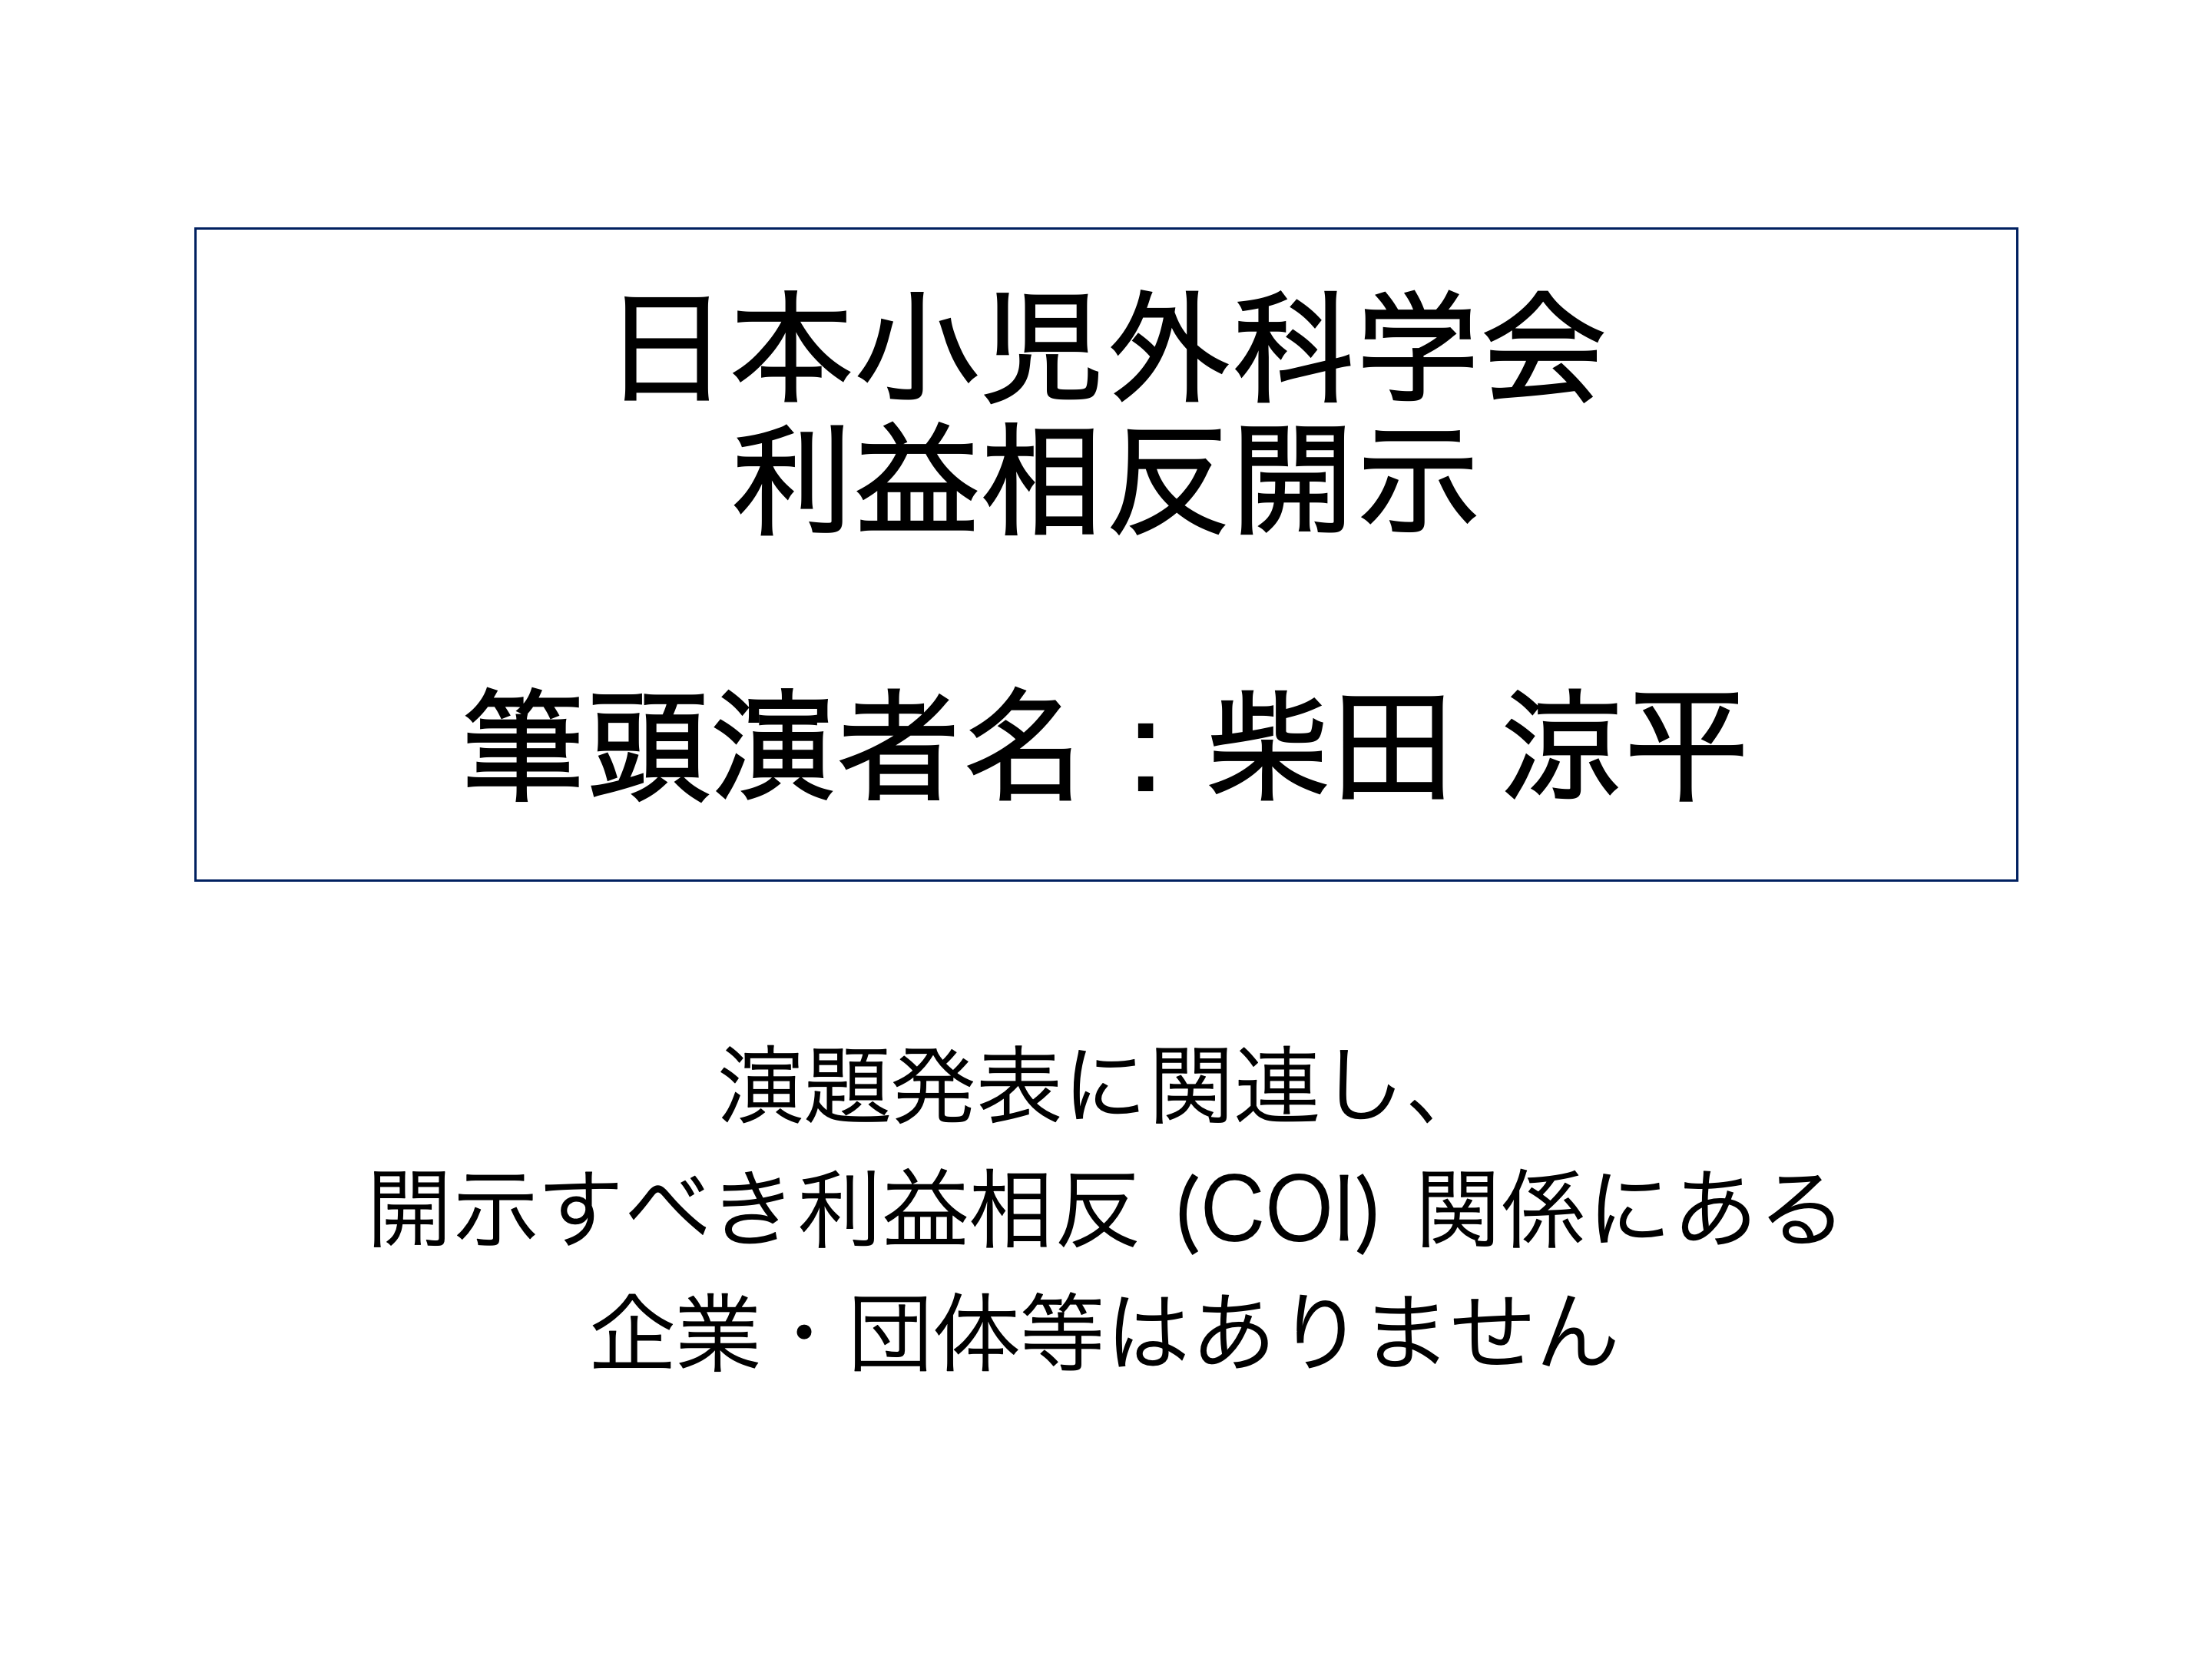 日本小児外科学会
利益相反開示
筆頭演者名：柴田 涼平
演題発表に関連し、
開示すべき利益相反 (COI) 関係にある
企業・団体等はありません